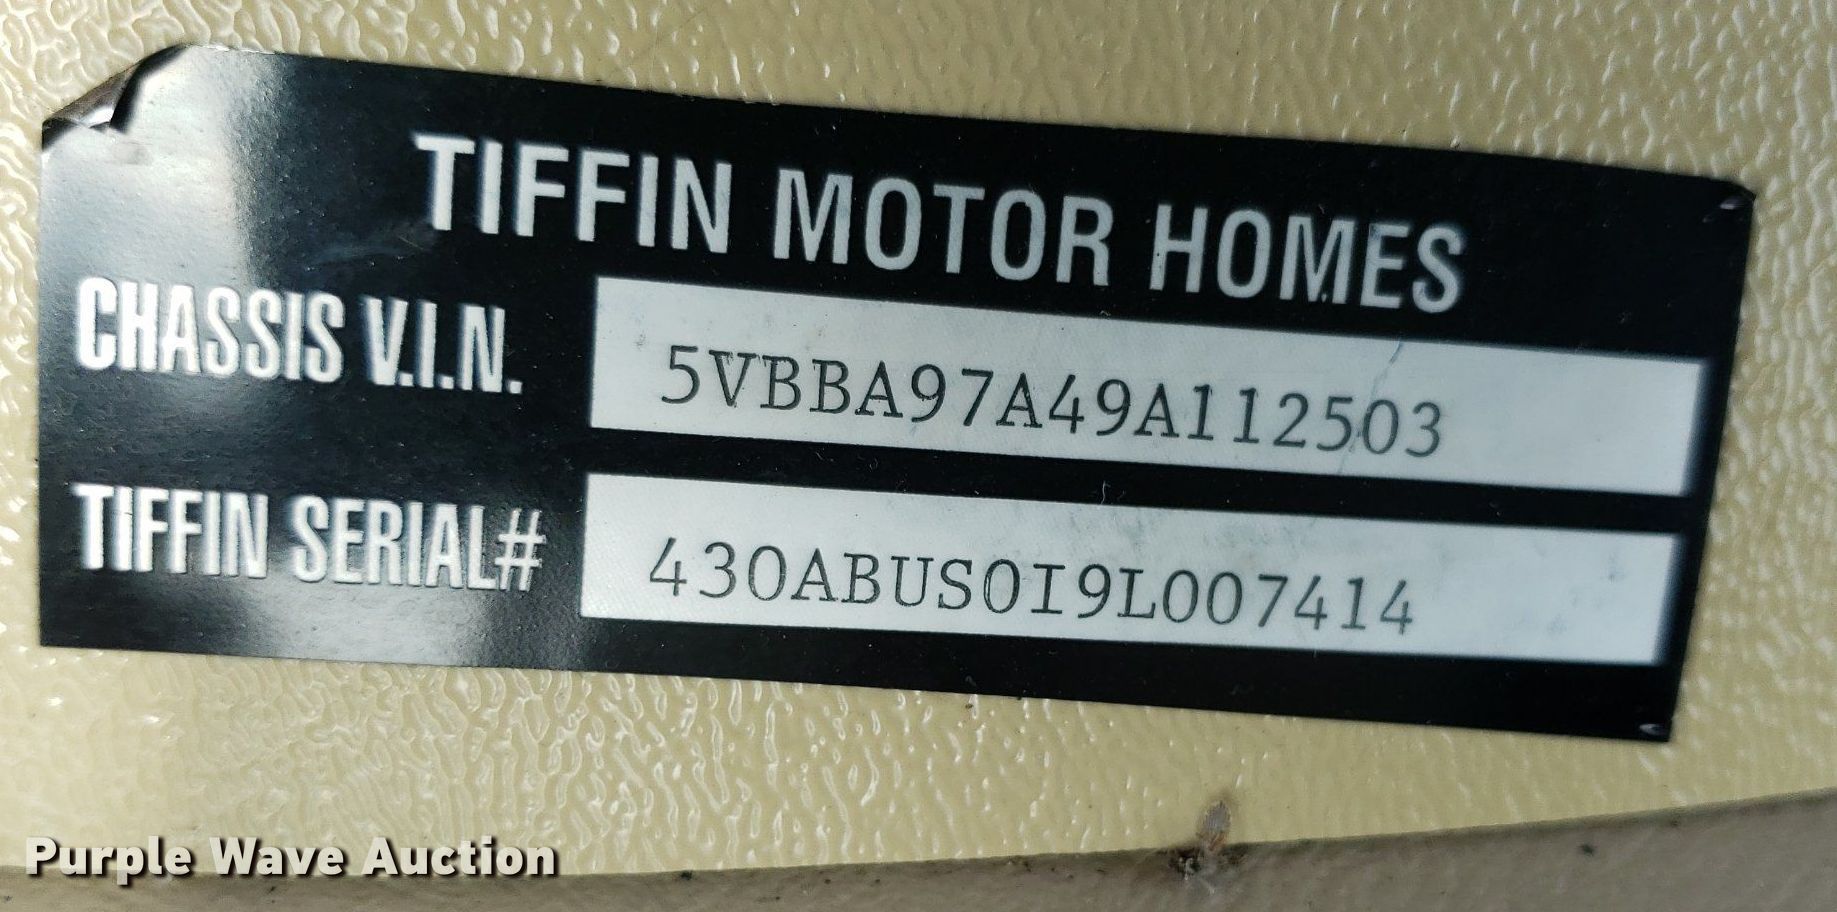 TIFFIN MOTOR HOMES
CHASSIS V.I.N. 5VBBA97A49A112503
TIFFIN SERIAL# 430ABUS0I9L007414
Purple Wave Auction